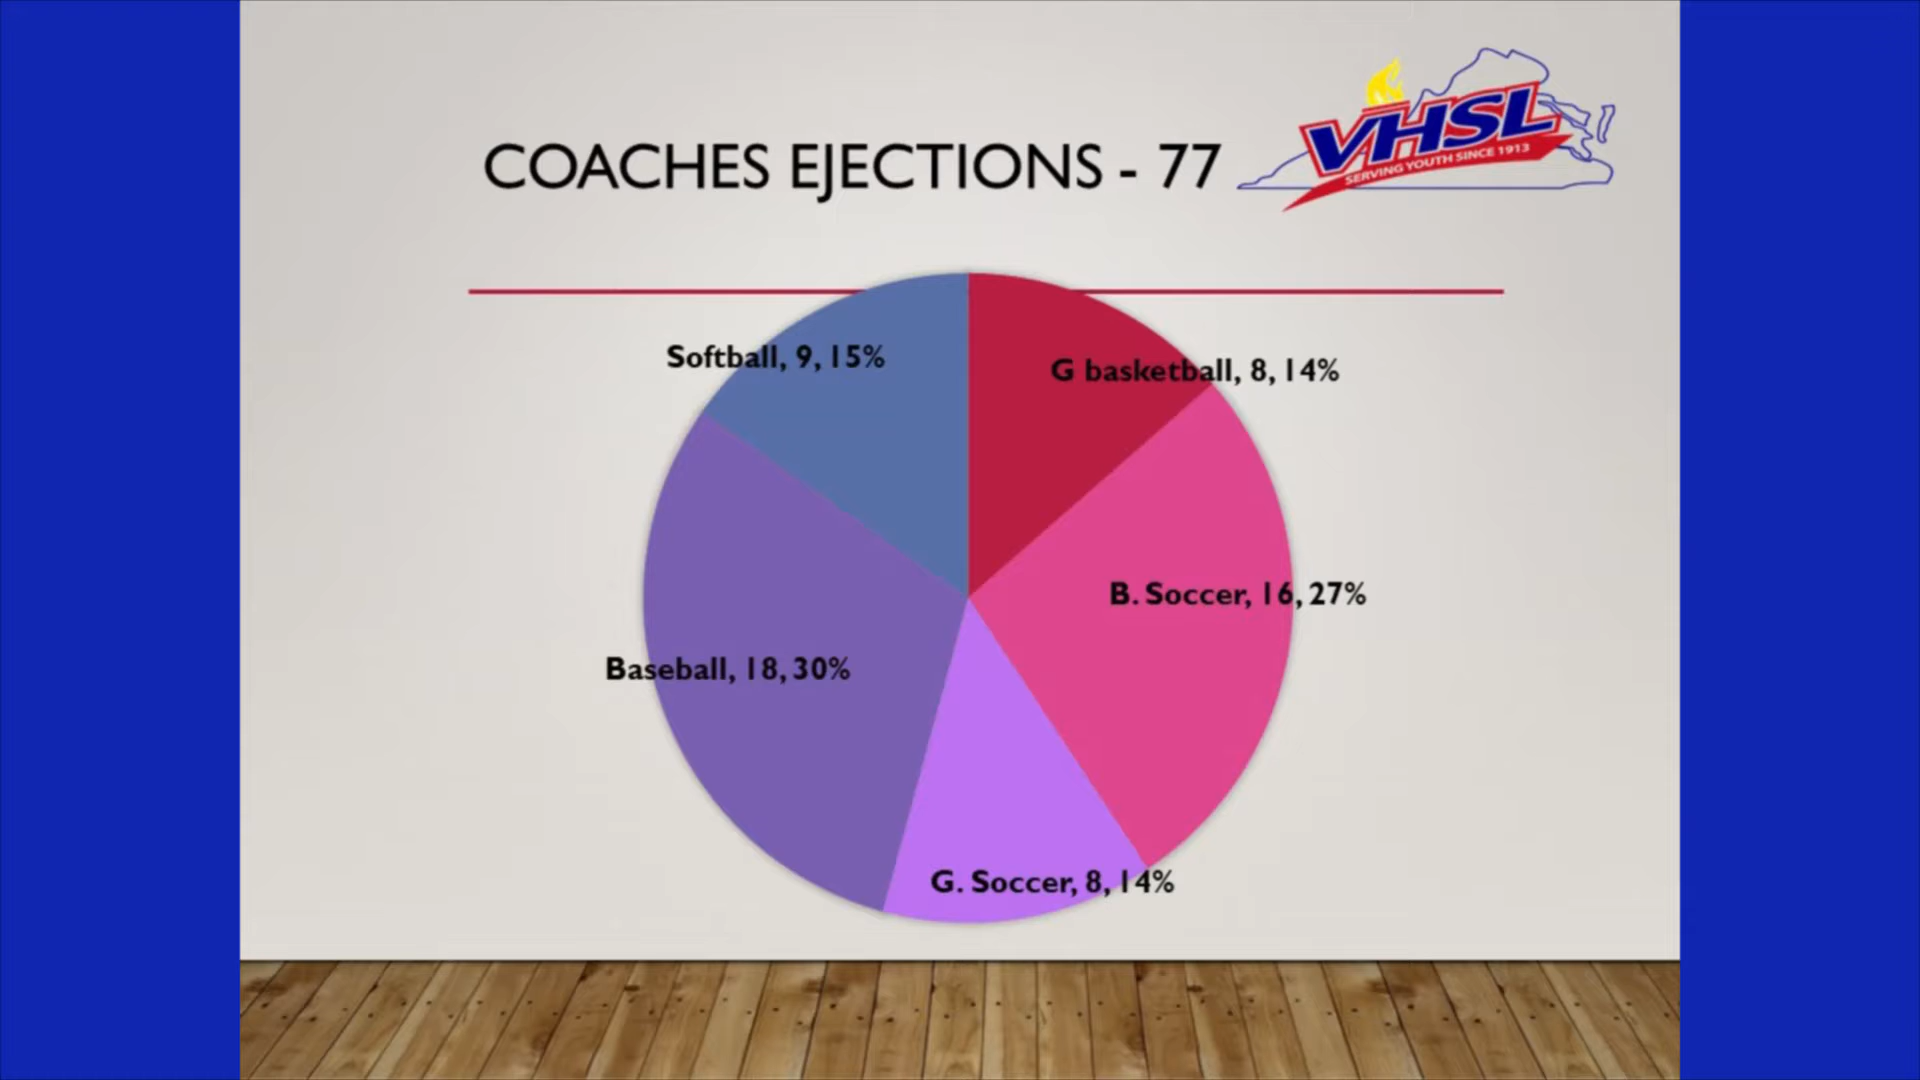 COACHES EJECTIONS - 77
VHSL
SERVING YOUTH SINCE 1913
Softball, 9, 15%
G basketball, 8, 14%
B. Soccer, 16, 27%
Baseball, 18, 30%
G. Soccer, 8, 14%